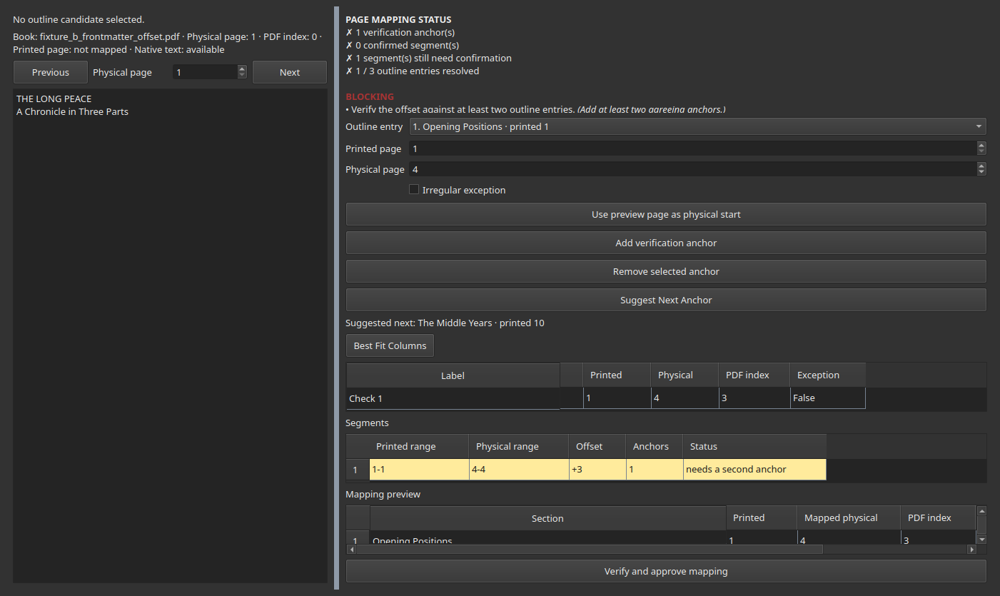 No outline candidate selected.
Book: fixture_b_frontmatter_offset.pdf · Physical page: 1 · PDF index: 0 ·
Printed page: not mapped · Native text: available
Previous
Physical page
1
Next
THE LONG PEACE
A Chronicle in Three Parts
PAGE MAPPING STATUS
✗ 1 verification anchor(s)
✗ 0 confirmed segment(s)
✗ 1 segment(s) still need confirmation
✗ 1 / 3 outline entries resolved
BLOCKING
• Verify the offset against at least two outline entries. (Add at least two agreeing anchors.)
Outline entry 1. Opening Positions · printed 1
Printed page 1
Physical page 4
Irregular exception
Use preview page as physical start
Add verification anchor
Remove selected anchor
Suggest Next Anchor
Suggested next: The Middle Years · printed 10
Best Fit Columns
Label Printed Physical PDF index Exception
Check 1 1 4 3 False
Segments
Printed range Physical range Offset Anchors Status
1 1-1 4-4 +3 1 needs a second anchor
Mapping preview
Section Printed Mapped physical PDF index
1 Opening Positions 1 4 3
Verify and approve mapping